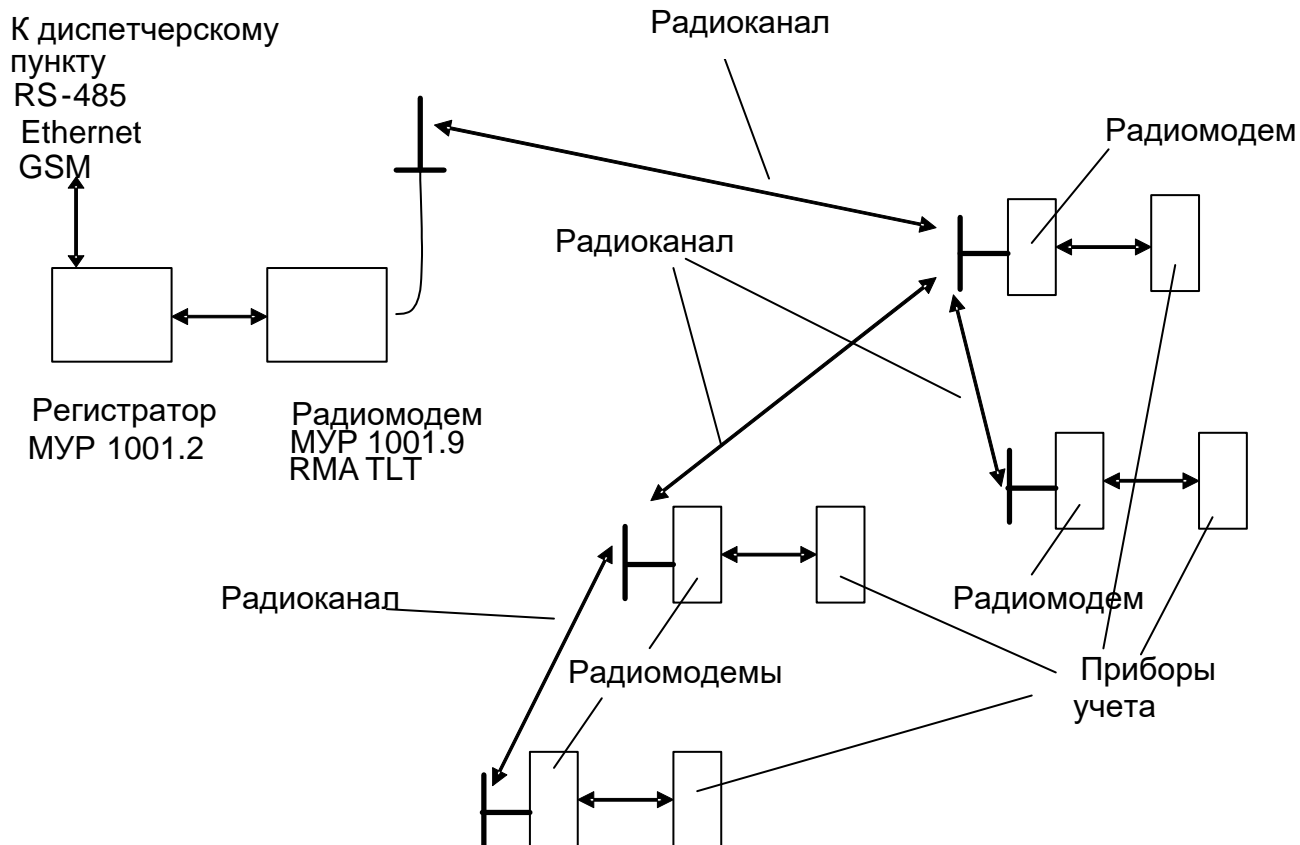 К диспетчерскому
пункту
RS-485
Ethernet
GSM
Радиоканал
Радиомодем
Радиоканал
Регистратор
МУР 1001.2
Радиомодем
МУР 1001.9
RMA TLT
Радиоканал
Радиомодем
Радиомодемы
Приборы
учета